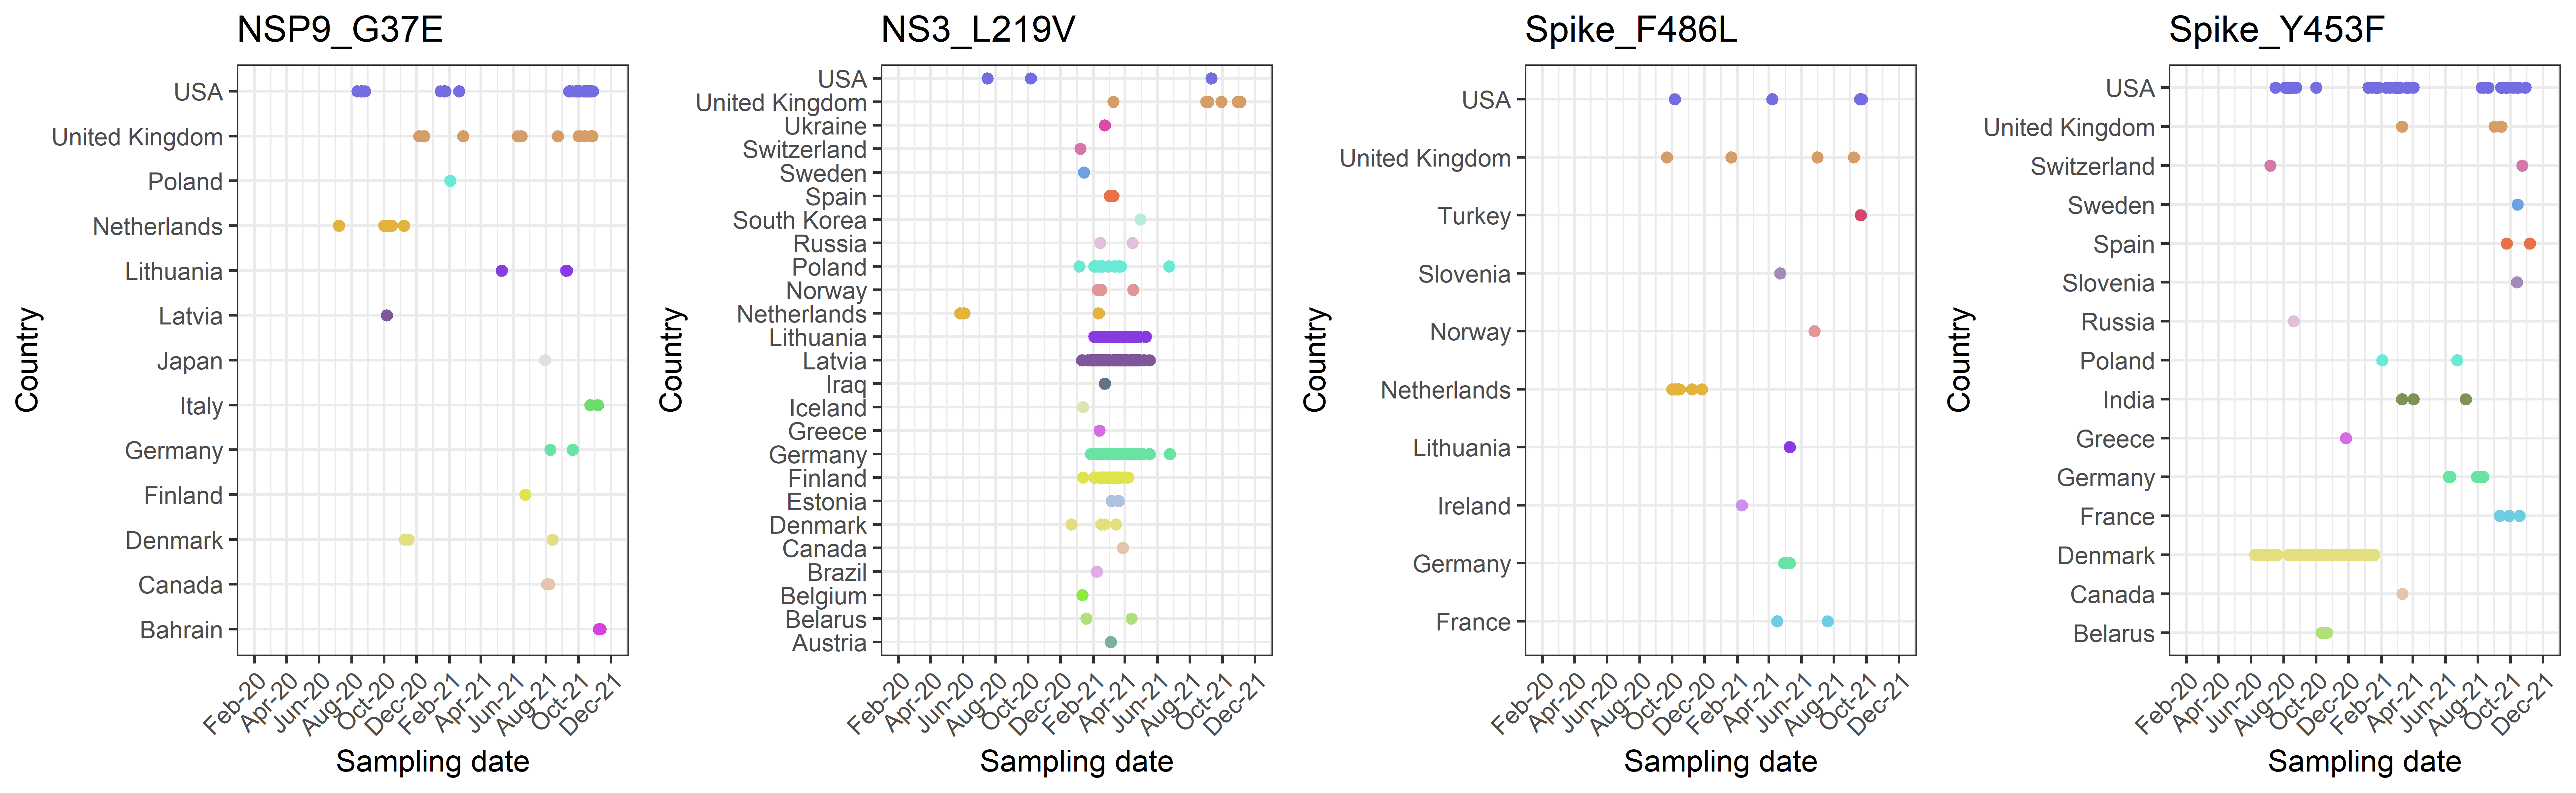 NSP9_G37E
Country
USA
United Kingdom
Poland
Netherlands
Lithuania
Latvia
Japan
Italy
Germany
Finland
Denmark
Canada
Bahrain
Feb-20
Apr-20
Jun-20
Aug-20
Oct-20
Dec-20
Feb-21
Apr-21
Jun-21
Aug-21
Oct-21
Dec-21
Sampling date
NS3_L219V
Country
USA
United Kingdom
Ukraine
Switzerland
Sweden
Spain
South Korea
Russia
Poland
Norway
Netherlands
Lithuania
Latvia
Iraq
Iceland
Greece
Germany
Finland
Estonia
Denmark
Canada
Brazil
Belgium
Belarus
Austria
Feb-20
Apr-20
Jun-20
Aug-20
Oct-20
Dec-20
Feb-21
Apr-21
Jun-21
Aug-21
Oct-21
Dec-21
Sampling date
Spike_F486L
Country
USA
United Kingdom
Turkey
Slovenia
Norway
Netherlands
Lithuania
Ireland
Germany
France
Feb-20
Apr-20
Jun-20
Aug-20
Oct-20
Dec-20
Feb-21
Apr-21
Jun-21
Aug-21
Oct-21
Dec-21
Sampling date
Spike_Y453F
Country
USA
United Kingdom
Switzerland
Sweden
Spain
Slovenia
Russia
Poland
India
Greece
Germany
France
Denmark
Canada
Belarus
Feb-20
Apr-20
Jun-20
Aug-20
Oct-20
Dec-20
Feb-21
Apr-21
Jun-21
Aug-21
Oct-21
Dec-21
Sampling date